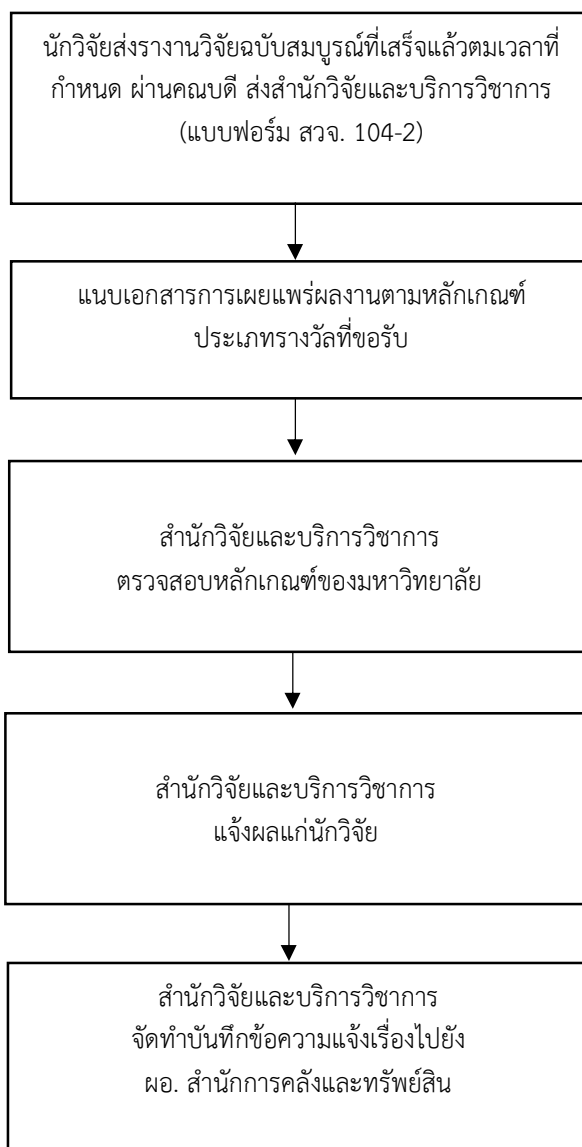 นักวิจัยส่งรางานวิจัยฉบับสมบูรณ์ที่เสร็จแล้วตมเวลาที่
กำหนด ผ่านคณบดี ส่งสำนักวิจัยและบริการวิชาการ
(แบบฟอร์ม สวจ. 104-2)
แนบเอกสารการเผยแพร่ผลงานตามหลักเกณฑ์
ประเภทรางวัลที่ขอรับ
สำนักวิจัยและบริการวิชาการ
ตรวจสอบหลักเกณฑ์ของมหาวิทยาลัย
สำนักวิจัยและบริการวิชาการ
แจ้งผลแก่นักวิจัย
สำนักวิจัยและบริการวิชาการ
จัดทำบันทึกข้อความแจ้งเรื่องไปยัง
ผอ. สำนักการคลังและทรัพย์สิน